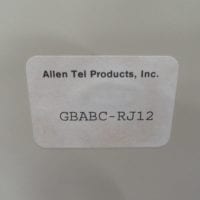 Allen Tel Products, Inc.
GBABC-RJ12